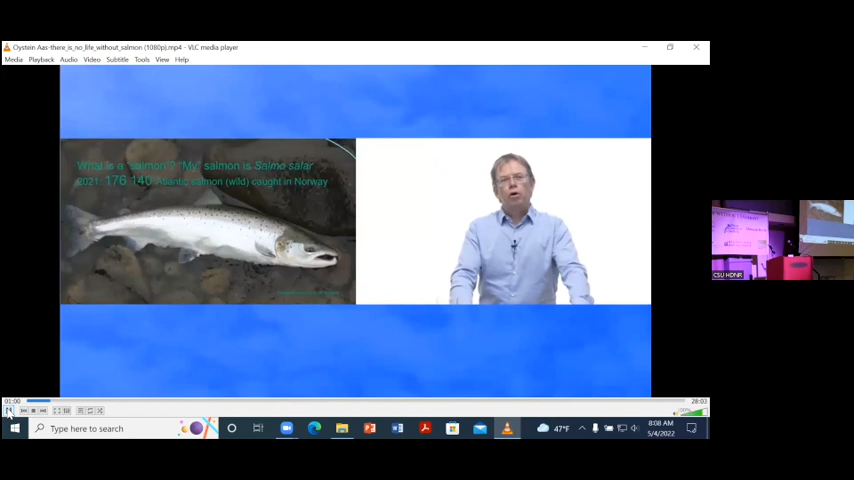 Oystein Aas-there_is_no_life_without_salmon (1080p).mp4 - VLC media player
Media Playback Audio Video Subtitle Tools View Help
What is a "salmon"? "My" salmon is Salmo salar
2021: 176 140 Atlantic salmon (wild) caught in Norway
CSU HDNR
01:00
28:03
Type here to search
47°F
8:08 AM
5/4/2022